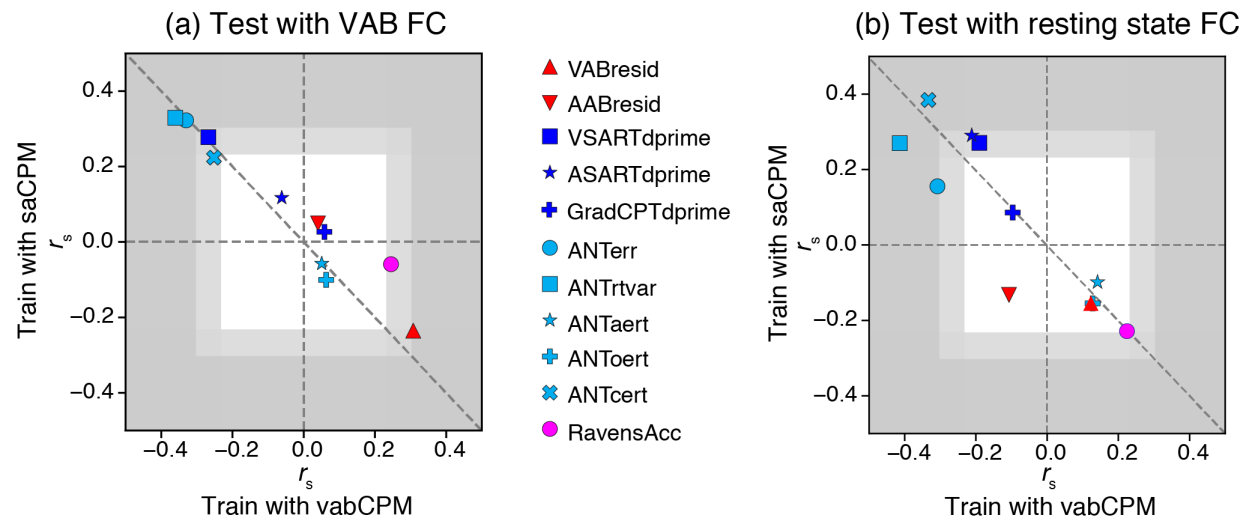 (a) Test with VAB FC
Train with saCPM
rs
0.4
0.2
0.0
−0.2
−0.4
−0.4
−0.2
0.0
0.2
0.4
rs
Train with vabCPM
VABresid
AABresid
VSARTdprime
ASARTdprime
GradCPTdprime
ANTerr
ANTrtvar
ANTaert
ANToert
ANTcert
RavensAcc
(b) Test with resting state FC
Train with saCPM
rs
0.4
0.2
0.0
−0.2
−0.4
−0.4
−0.2
0.0
0.2
0.4
rs
Train with vabCPM